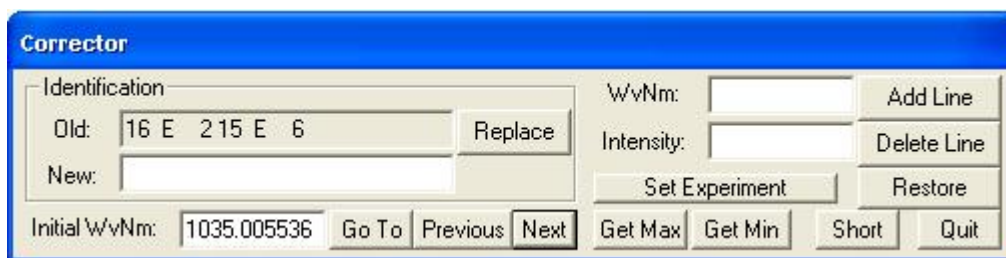 Corrector
Identification
Old: 16 E 2 15 E 6 Replace
New:
WvNm: Add Line
Intensity: Delete Line
Set Experiment Restore
Initial WvNm: 1035.005536 Go To Previous Next Get Max Get Min Short Quit